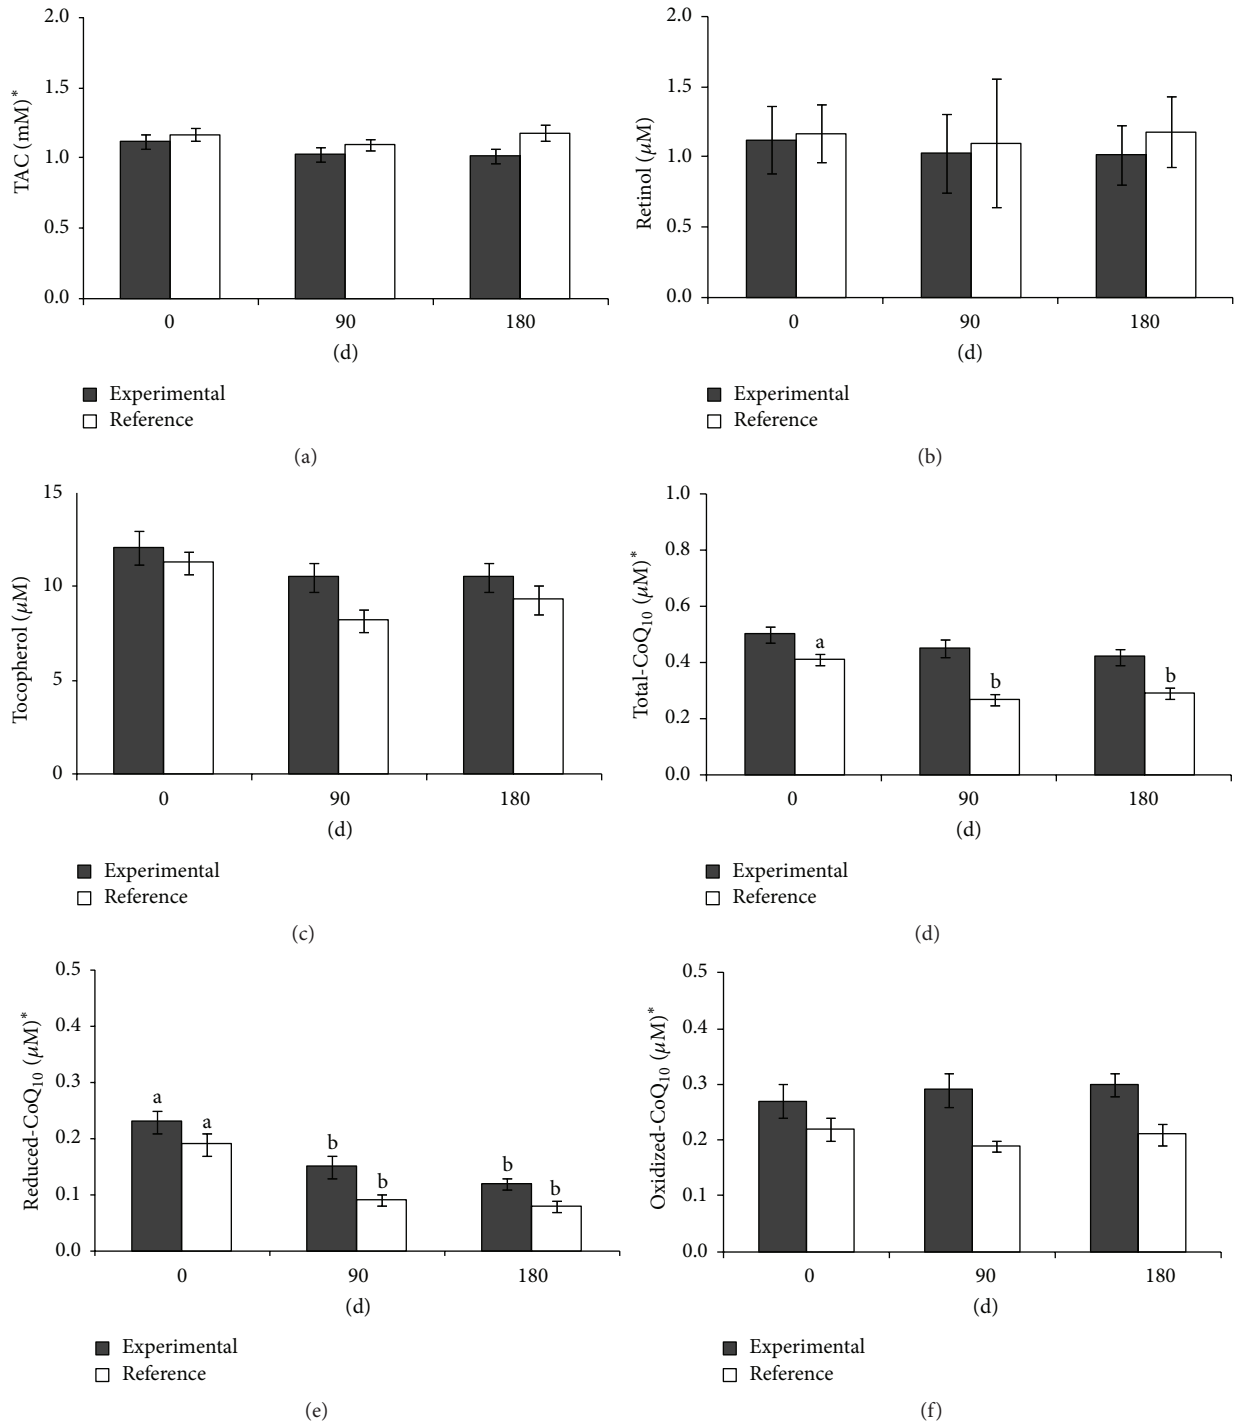 2.0
1.5
1.0
0.5
0.0
TAC (mM)*
0 90 180
(d)
Experimental
Reference
(a)
2.0
1.5
1.0
0.5
0.0
Retinol (μM)
0 90 180
(d)
Experimental
Reference
(b)
15
10
5
0
Tocopherol (μM)
0 90 180
(d)
Experimental
Reference
(c)
1.0
0.8
0.6
0.4
0.2
0.0
Total-CoQ10 (μM)*
a
b
b
0 90 180
(d)
Experimental
Reference
(d)
0.5
0.4
0.3
0.2
0.1
0.0
Reduced-CoQ10 (μM)*
a
a
b
b
b
b
0 90 180
(d)
Experimental
Reference
(e)
0.5
0.4
0.3
0.2
0.1
0.0
Oxidized-CoQ10 (μM)*
0 90 180
(d)
Experimental
Reference
(f)